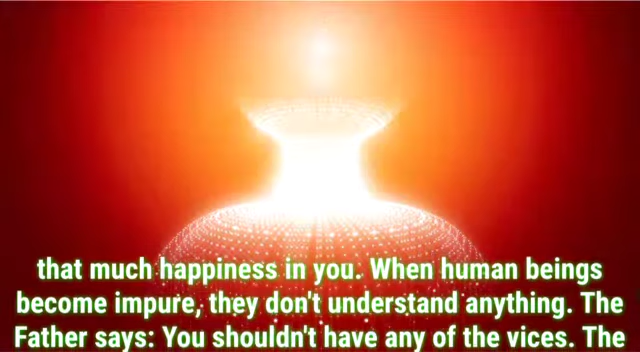 that much happiness in you. When human beings
become impure, they don't understand anything. The
Father says: You shouldn't have any of the vices. The